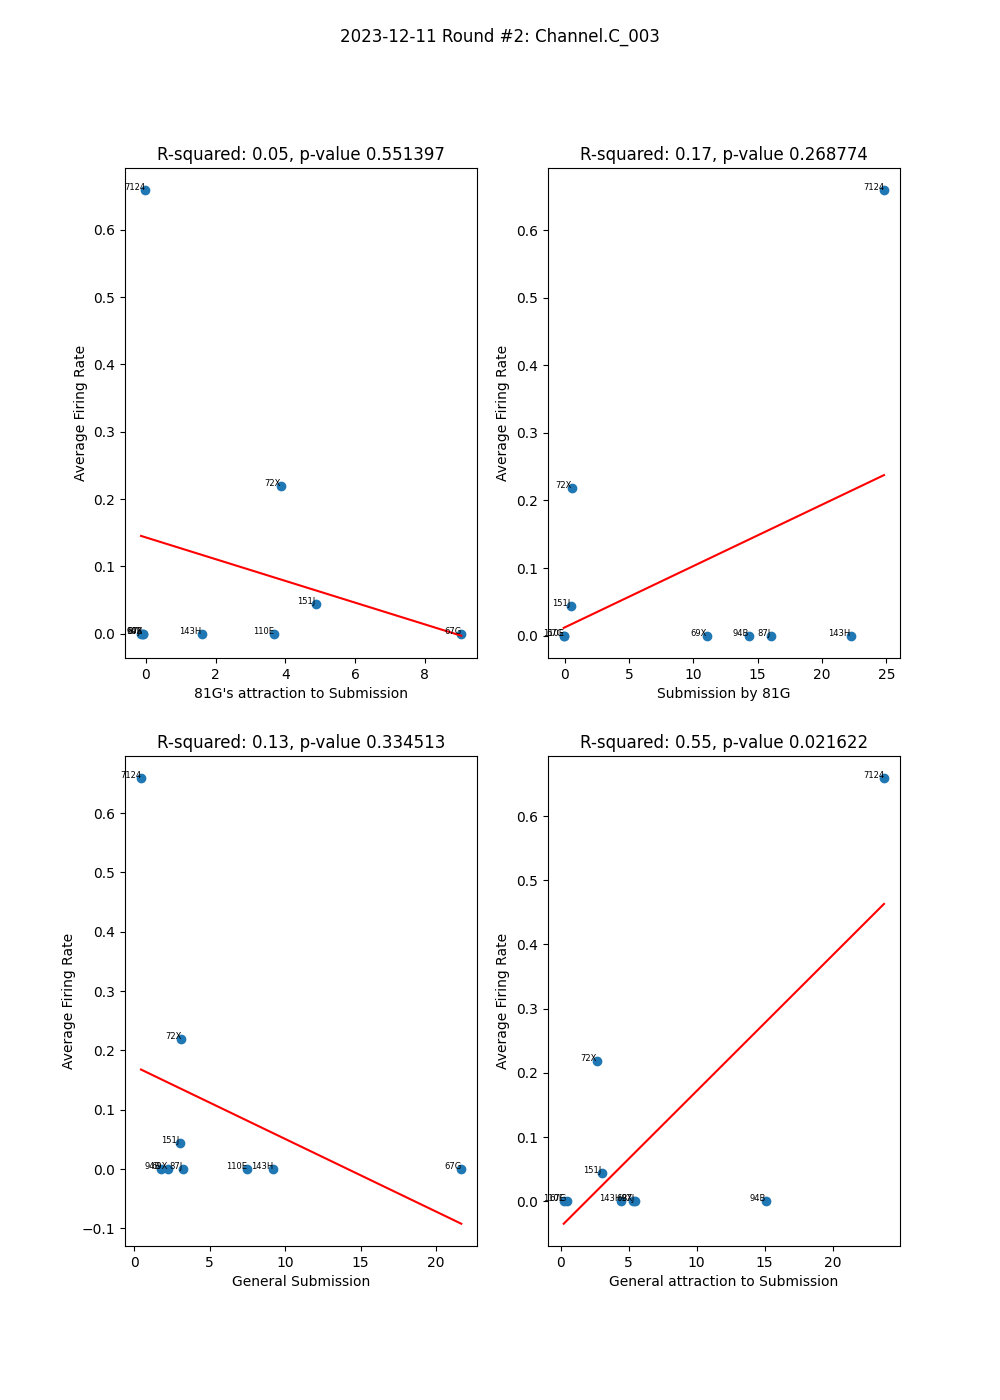 2023-12-11 Round #2: Channel.C_003
R-squared: 0.05, p-value 0.551397
7124
0.6
0.5
0.4
0.3
72X
0.2
0.1
151J
143H
110E
67G
0.0
Average Firing Rate
0
2
4
6
8
81G's attraction to Submission
R-squared: 0.17, p-value 0.268774
7124
0.6
0.5
0.4
0.3
72X
0.2
0.1
151J
69X
94B
87J
143H
0.0
Average Firing Rate
0
5
10
15
20
25
Submission by 81G
R-squared: 0.13, p-value 0.334513
7124
0.6
0.5
0.4
0.3
72X
0.2
0.1
151J
87J
110E
143H
67G
0.0
−0.1
Average Firing Rate
0
5
10
15
20
General Submission
R-squared: 0.55, p-value 0.021622
7124
0.6
0.5
0.4
0.3
72X
0.2
0.1
151J
143H
94B
0.0
Average Firing Rate
0
5
10
15
20
General attraction to Submission